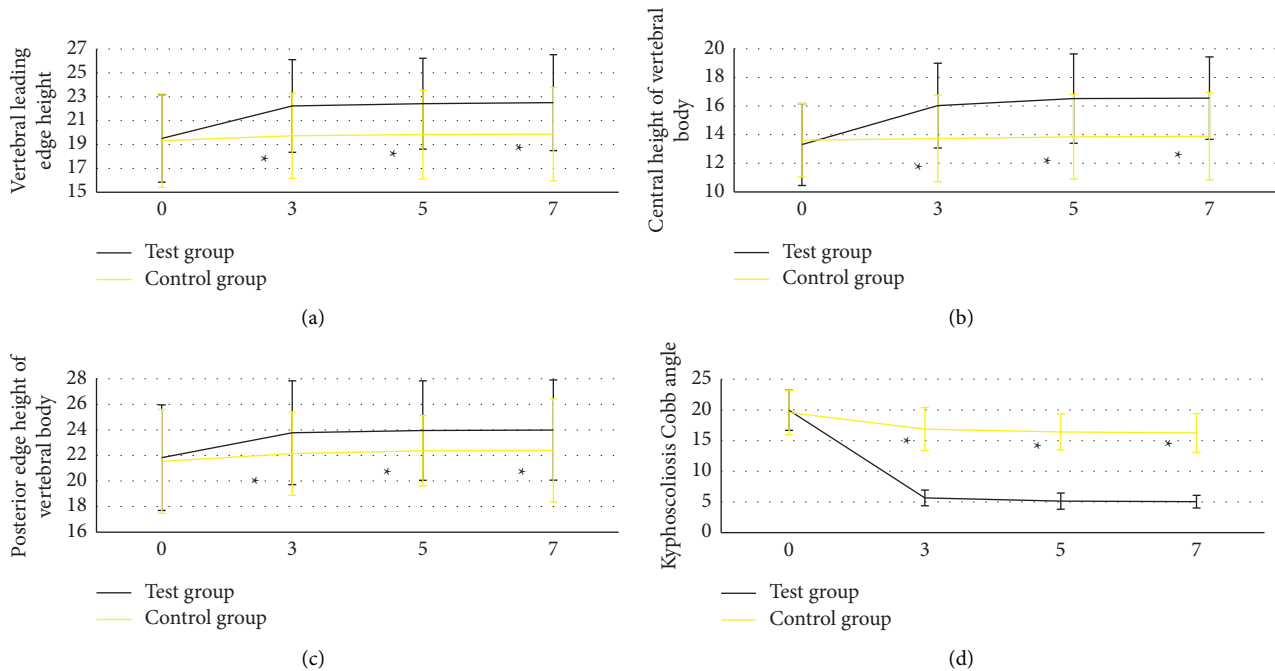 Vertebral leading
edge height
27
25
23
21
19
17
15
*
*
*
0 3 5 7
Test group
Control group
(a)
Central height of vertebral
body
20
18
16
14
12
10
*
*
*
0 3 5 7
Test group
Control group
(b)
Posterior edge height of
vertebral body
28
26
24
22
20
18
16
*
*
*
0 3 5 7
Test group
Control group
(c)
Kyphoscoliosis Cobb angle
25
20
15
10
5
0
*
*
*
0 3 5 7
Test group
Control group
(d)